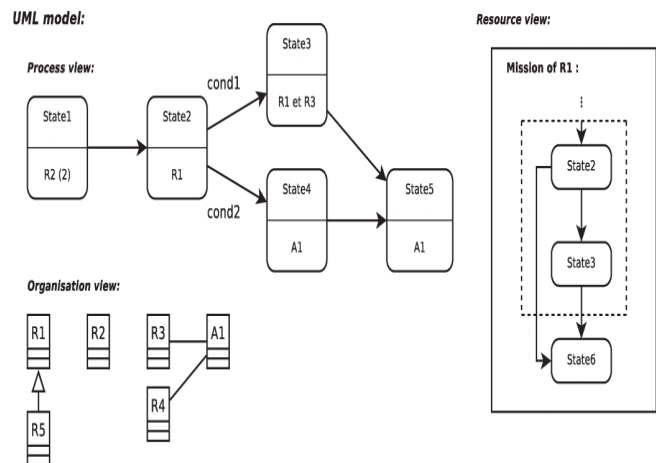 UML model:
Process view:
State1
R2 (2)
State2
R1
cond1
cond2
State3
R1 et R3
State4
A1
State5
A1
Organisation view:
R1
R2
R3
A1
R4
R5
Resource view:
Mission of R1 :
...
State2
State3
State6